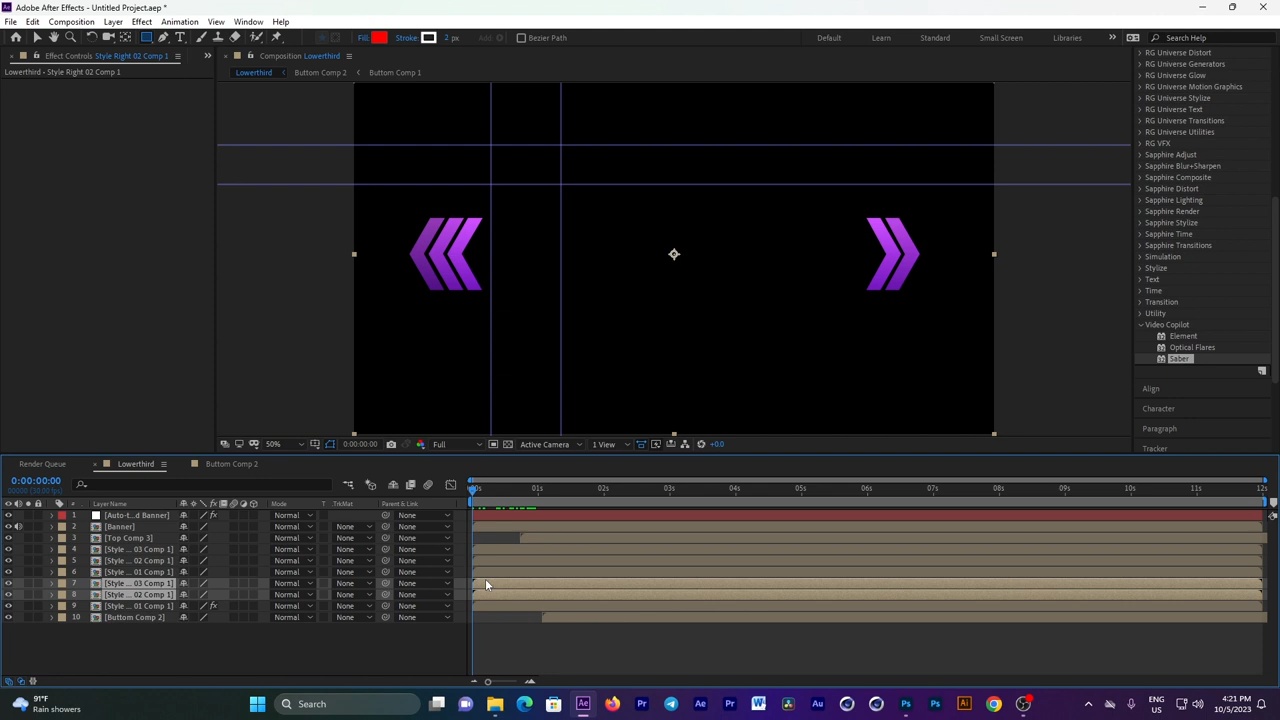 Adobe After Effects - Untitled Project.aep *
File Edit Composition Layer Effect Animation View Window Help
Fill: Stroke: 2 px Add: Bezier Path Default Learn Standard Small Screen Libraries Search Help
Effect Controls Style Right 02 Comp 1 Composition Lowerthird
Lowerthird • Style Right 02 Comp 1 Lowerthird Buttom Comp 2 Buttom Comp 1
RG Universe Distort
RG Universe Generators
RG Universe Glow
RG Universe Motion Graphics
RG Universe Stylize
RG Universe Text
RG Universe Transitions
RG Universe Utilities
RG VFX
Sapphire Adjust
Sapphire Blur+Sharpen
Sapphire Composite
Sapphire Distort
Sapphire Lighting
Sapphire Render
Sapphire Stylize
Sapphire Time
Sapphire Transitions
Simulation
Stylize
Text
Time
Transition
Utility
Video Copilot
Element
Optical Flares
Saber
Align
Character
Paragraph
Tracker
50% 0:00:00:00 Full Active Camera 1 View +0.0
Render Queue Lowerthird Buttom Comp 2
0:00:00:00
00000 (30.00 fps)
# Layer Name fx Mode T TrkMat Parent & Link 01s 02s 03s 04s 05s 06s 07s 08s 09s 10s 11s 12s
1 [Auto-t...d Banner] fx Normal None
2 [Banner] Normal None None
3 [Top Comp 3] Normal None None
4 [Style ... 03 Comp 1] Normal None None
5 [Style ... 02 Comp 1] Normal None None
6 [Style ... 01 Comp 1] Normal None None
7 [Style ... 03 Comp 1] Normal None None
8 [Style ... 02 Comp 1] Normal None None
9 [Style ... 01 Comp 1] fx Normal None None
10 [Buttom Comp 2] Normal None None
91°F
Rain showers
Search
ENG
US
4:21 PM
10/5/2023